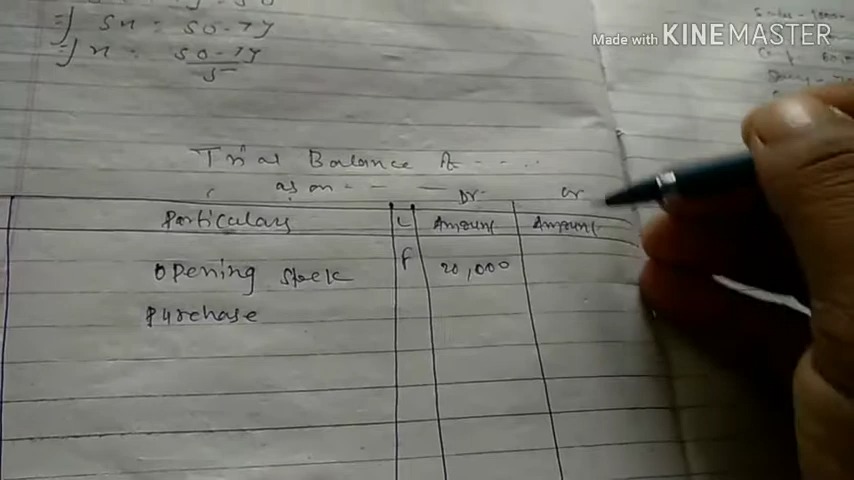 Made with KINEMASTER
=) 5x = 50-7y
=) x = 50-7y
5
Trial Balance A - - - - -
as on - - -
Dr. Cr
Particulars L Amount Amount
Opening stock F 20,000
Purchase